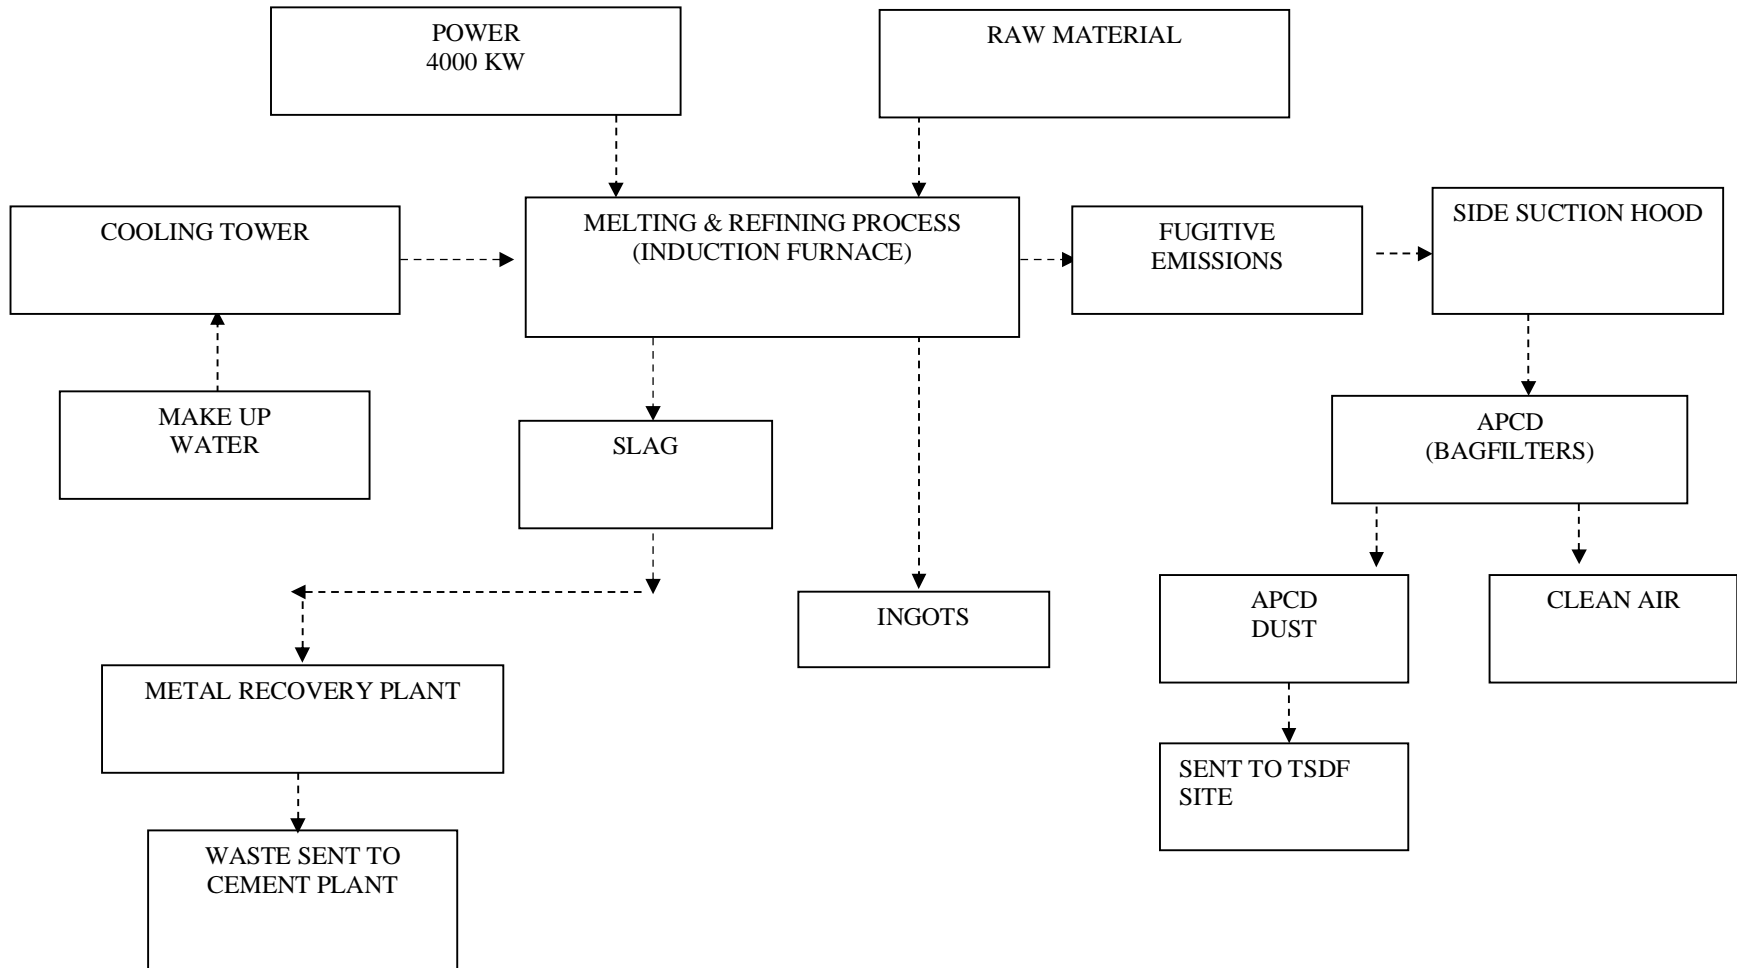 POWER
4000 KW
RAW MATERIAL
COOLING TOWER
MELTING & REFINING PROCESS
(INDUCTION FURNACE)
FUGITIVE
EMISSIONS
SIDE SUCTION HOOD
MAKE UP
WATER
SLAG
APCD
(BAGFILTERS)
INGOTS
APCD
DUST
CLEAN AIR
METAL RECOVERY PLANT
SENT TO TSDF
SITE
WASTE SENT TO
CEMENT PLANT